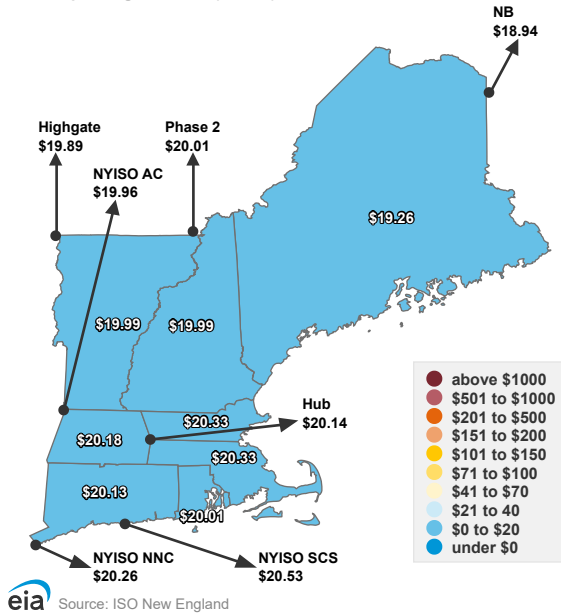 NB
$18.94
Highgate
$19.89
Phase 2
$20.01
NYISO AC
$19.96
$19.26
$19.99
$19.99
Hub
$20.14
$20.33
$20.18
$20.33
$20.13
$20.01
NYISO NNC
$20.26
NYISO SCS
$20.53
above $1000
$501 to $1000
$201 to $500
$151 to $200
$101 to $150
$71 to $100
$41 to $70
$21 to 40
$0 to $20
under $0
eia Source: ISO New England